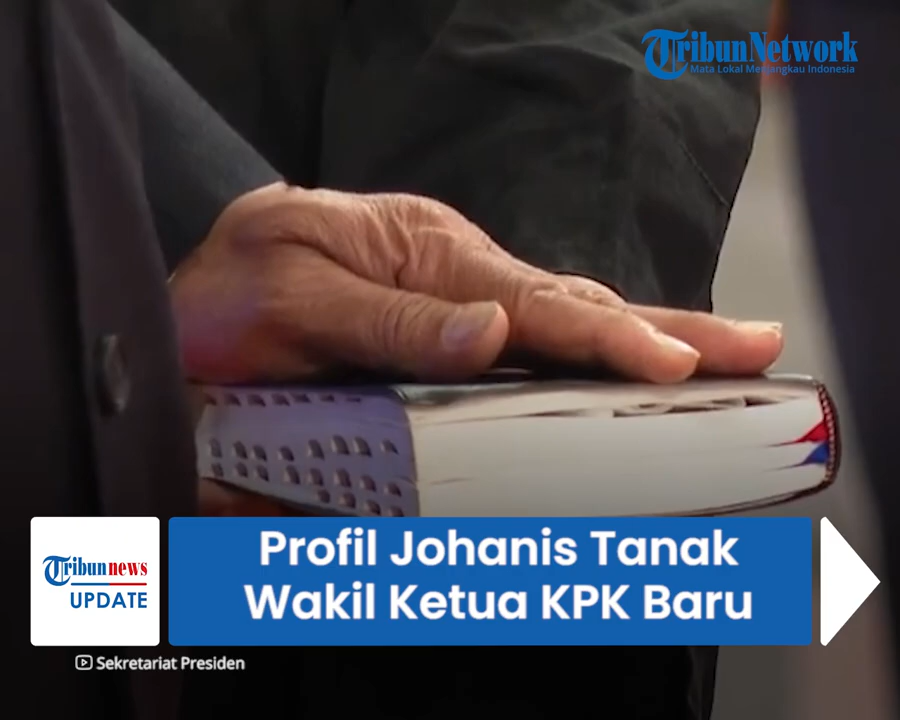 TribunNetwork
Mata Lokal Menjangkau Indonesia
Profil Johanis Tanak
Wakil Ketua KPK Baru
Tribunnews
UPDATE
Sekretariat Presiden